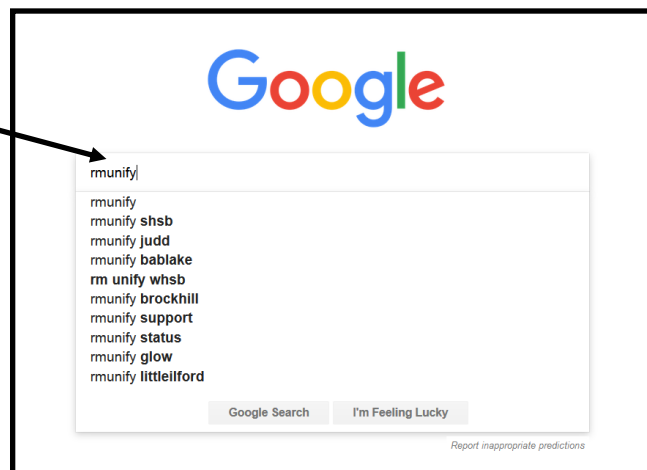 Google
rmunify
rmunify
rmunify shsb
rmunify judd
rmunify bablake
rm unify whsb
rmunify brockhill
rmunify support
rmunify status
rmunify glow
rmunify littleilford
Google Search I'm Feeling Lucky
Report inappropriate predictions